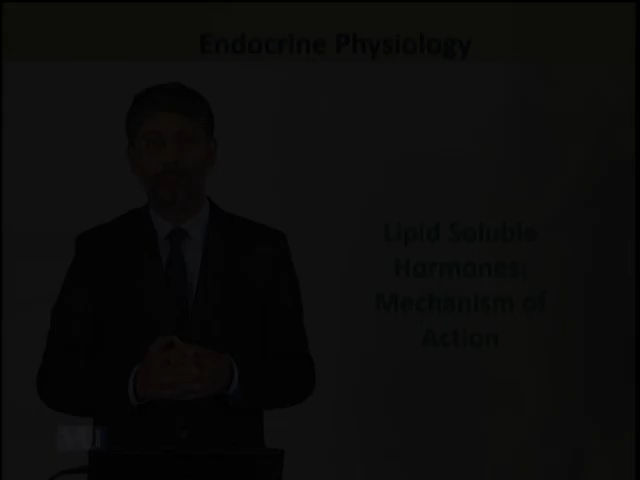 Endocrine Physiology
Lipid Soluble
Hormones:
Mechanism of
Action